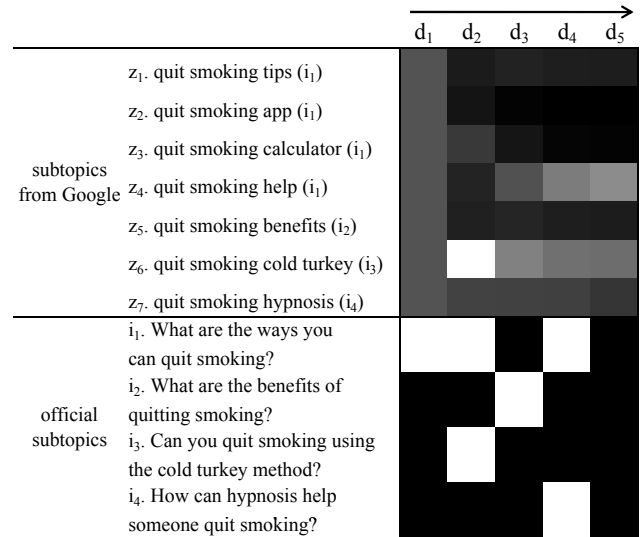 d₁ d₂ d₃ d₄ d₅
z₁. quit smoking tips (i₁)
z₂. quit smoking app (i₁)
z₃. quit smoking calculator (i₁)
subtopics
from Google
z₄. quit smoking help (i₁)
z₅. quit smoking benefits (i₂)
z₆. quit smoking cold turkey (i₃)
z₇. quit smoking hypnosis (i₄)
i₁. What are the ways you
can quit smoking?
i₂. What are the benefits of
quitting smoking?
official
subtopics
i₃. Can you quit smoking using
the cold turkey method?
i₄. How can hypnosis help
someone quit smoking?